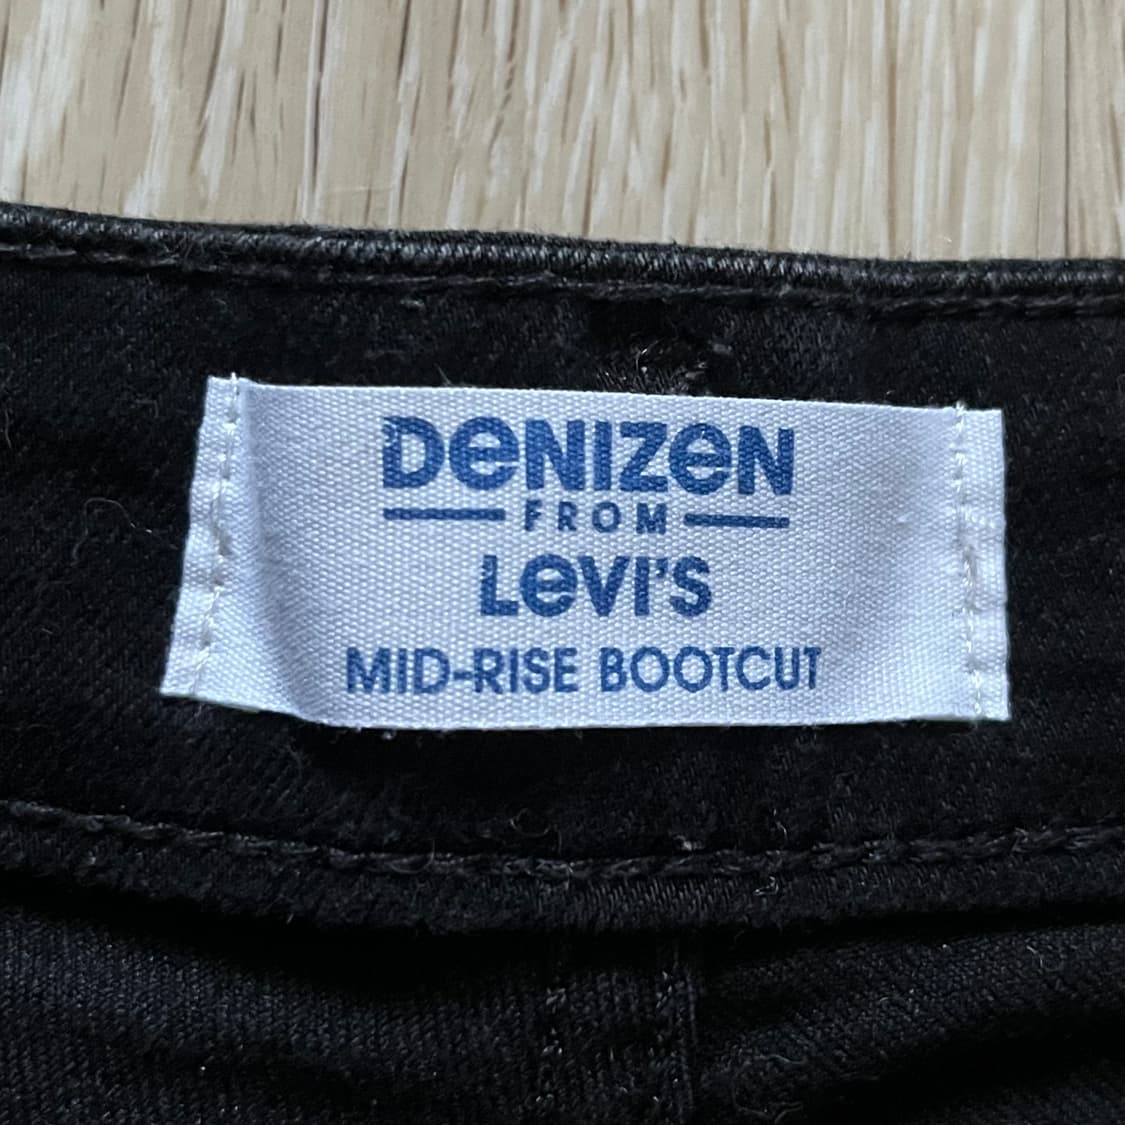 DeNIZeN
FROM
LeVI'S
MID-RISE BOOTCUT